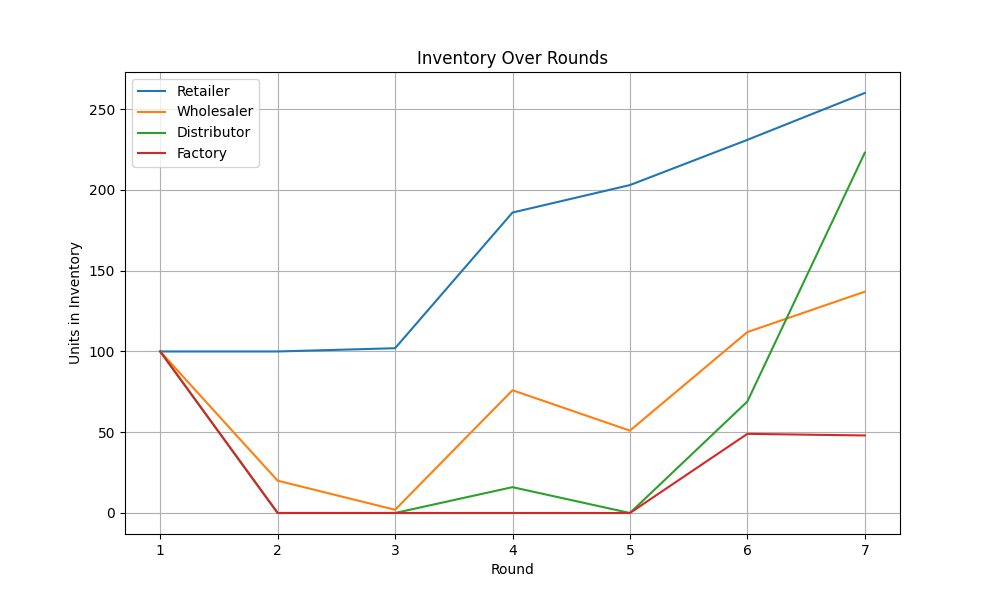 Inventory Over Rounds
Retailer
Wholesaler
Distributor
Factory
Units in Inventory
250
200
150
100
50
0
1 2 3 4 5 6 7
Round